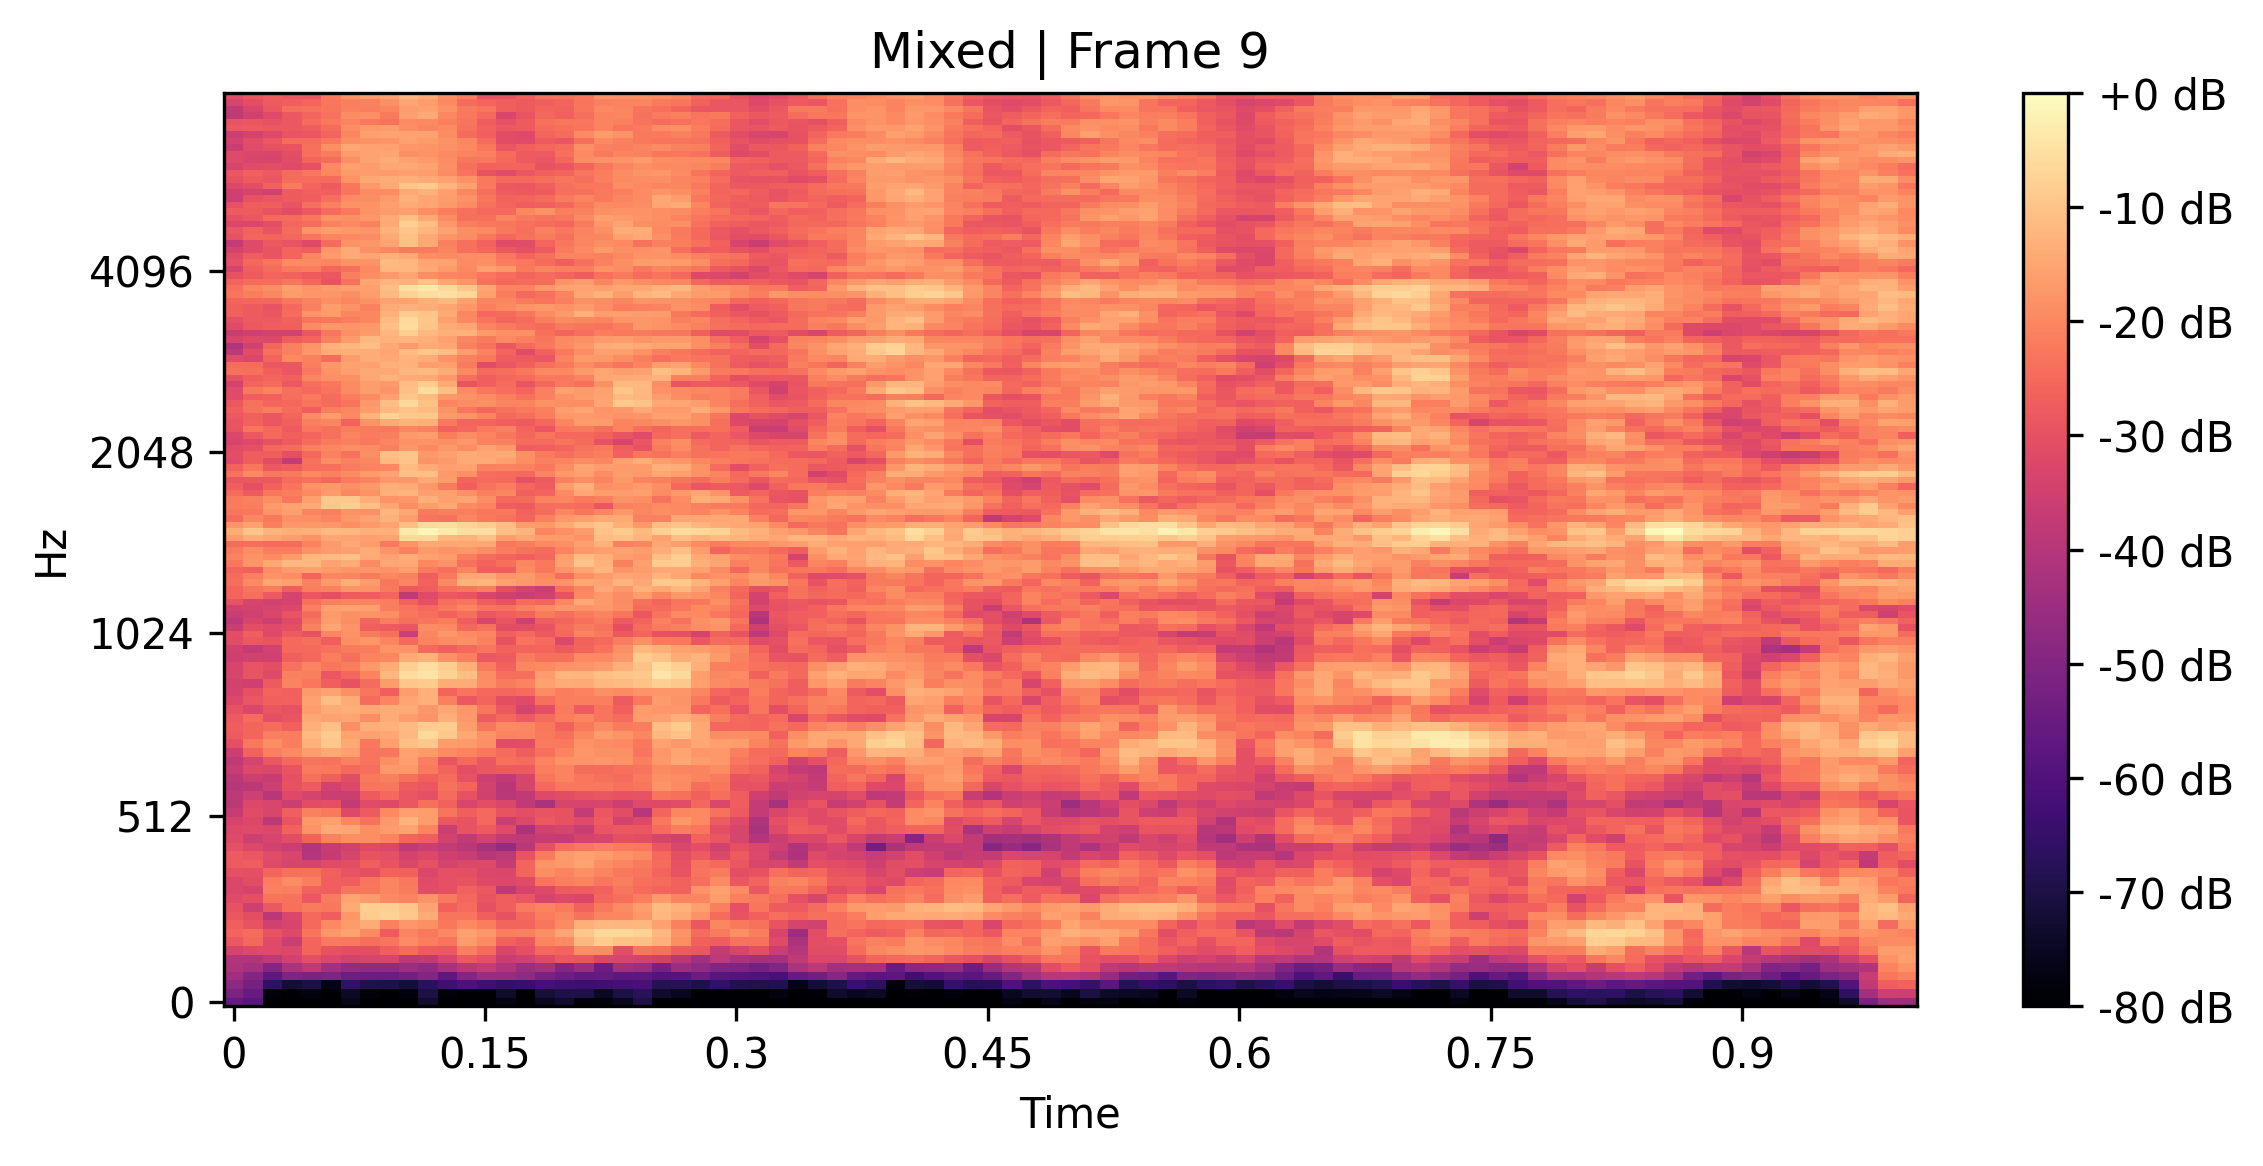 Mixed | Frame 9
+0 dB
-10 dB
-20 dB
-30 dB
-40 dB
-50 dB
-60 dB
-70 dB
-80 dB
4096
2048
1024
512
0
Hz
0 0.15 0.3 0.45 0.6 0.75 0.9
Time